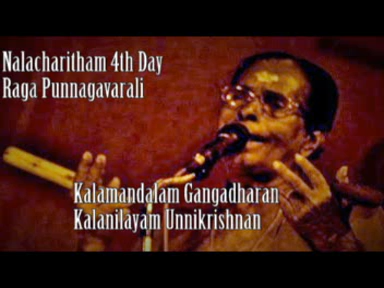 Nalacharitham 4th Day
Raga Punnagavarali
Kalamandalam Gangadharan
Kalanilayam Unnikrishnan